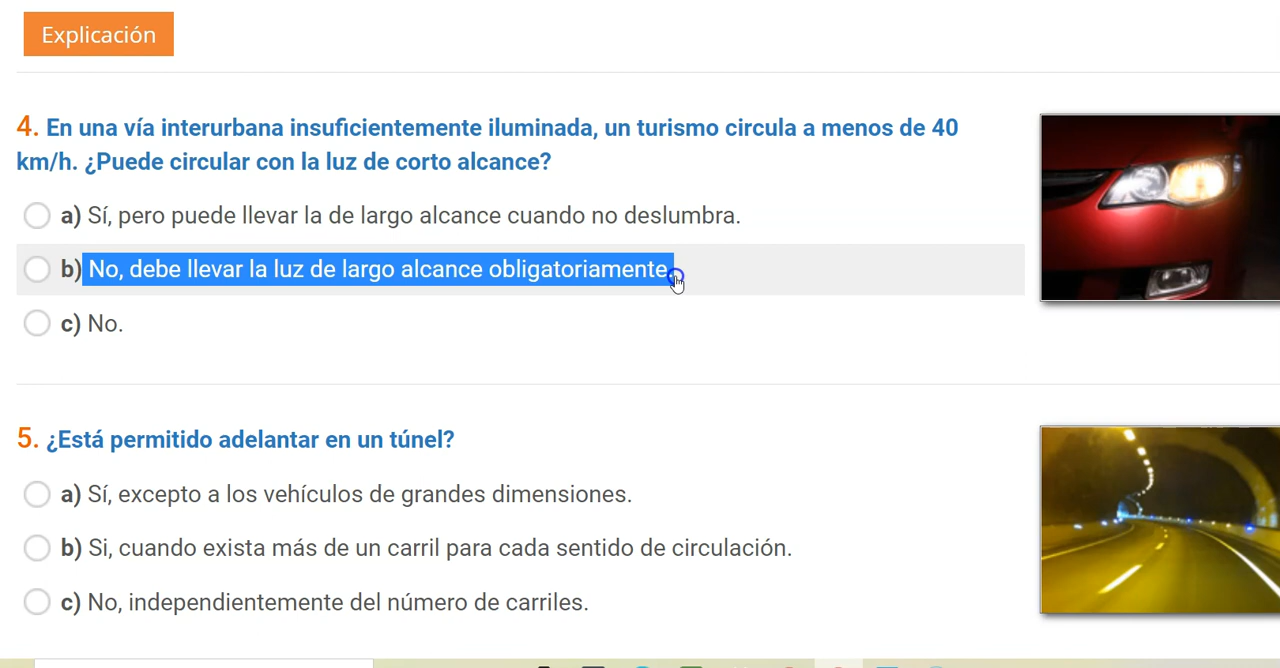 Explicación
4. En una vía interurbana insuficientemente iluminada, un turismo circula a menos de 40
km/h. ¿Puede circular con la luz de corto alcance?
a) Sí, pero puede llevar la de largo alcance cuando no deslumbra.
b) No, debe llevar la luz de largo alcance obligatoriamente.
c) No.
5. ¿Está permitido adelantar en un túnel?
a) Sí, excepto a los vehículos de grandes dimensiones.
b) Si, cuando exista más de un carril para cada sentido de circulación.
c) No, independientemente del número de carriles.